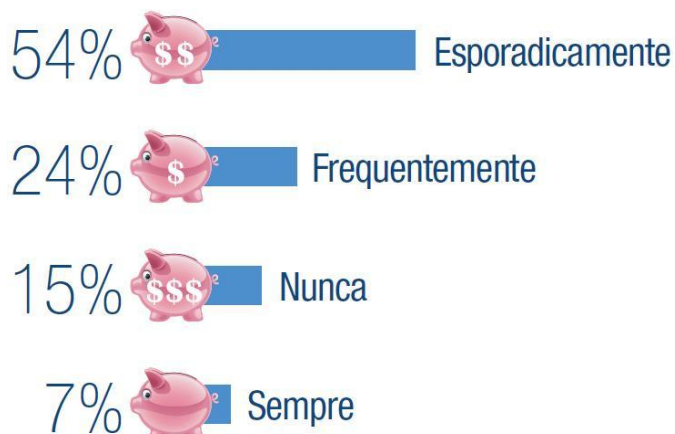 54% $$ Esporadicamente
24% $ Frequentemente
15% $$$ Nunca
7% Sempre